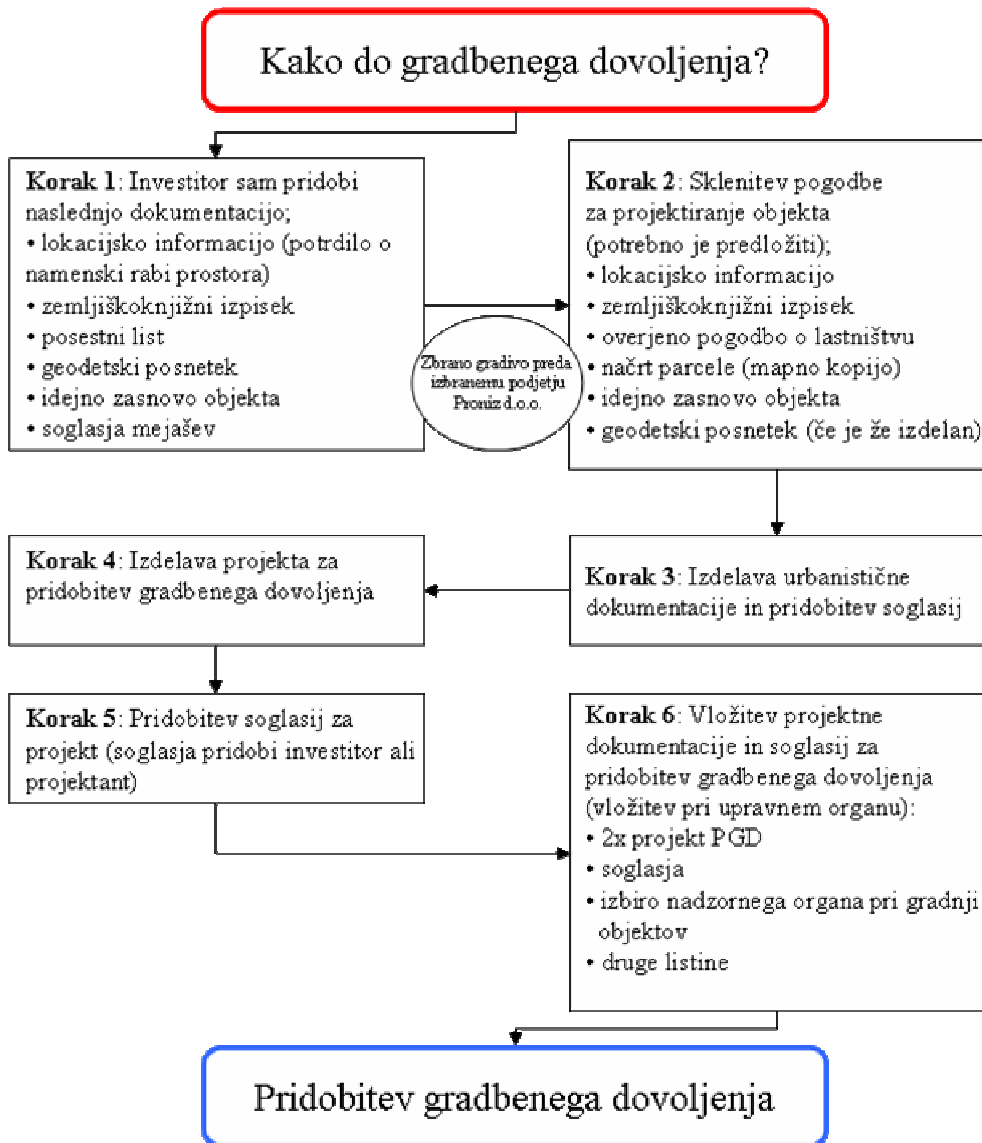 Kako do gradbenega dovoljenja?
Korak 1: Investitor sam pridobi
naslednjo dokumentacijo;
• lokacijsko informacijo (potrdilo o
namenski rabi prostora)
• zemljiškoknjižni izpisek
• posestni list
• geodetski posnetek
• idejno zasnovo objekta
• soglasja mejašev
Zbrano gradivo preda
izbranemu podjetju
Proniz d.o.o.
Korak 2: Sklenitev pogodbe
za projektiranje objekta
(potrebno je predložiti);
• lokacijsko informacijo
• zemljiškoknjižni izpisek
• overjeno pogodbo o lastništvu
• načrt parcele (mapno kopijo)
• idejno zasnovo objekta
• geodetski posnetek (če je že izdelan)
Korak 3: Izdelava urbanistične
dokumentacije in pridobitev soglasij
Korak 4: Izdelava projekta za
pridobitev gradbenega dovoljenja
Korak 5: Pridobitev soglasij za
projekt (soglasja pridobi investitor ali
projektant)
Korak 6: Vložitev projektne
dokumentacije in soglasij za
pridobitev gradbenega dovoljenja
(vložitev pri upravnem organu):
• 2x projekt PGD
• soglasja
• izbiro nadzornega organa pri gradnji
objektov
• druge listine
Pridobitev gradbenega dovoljenja